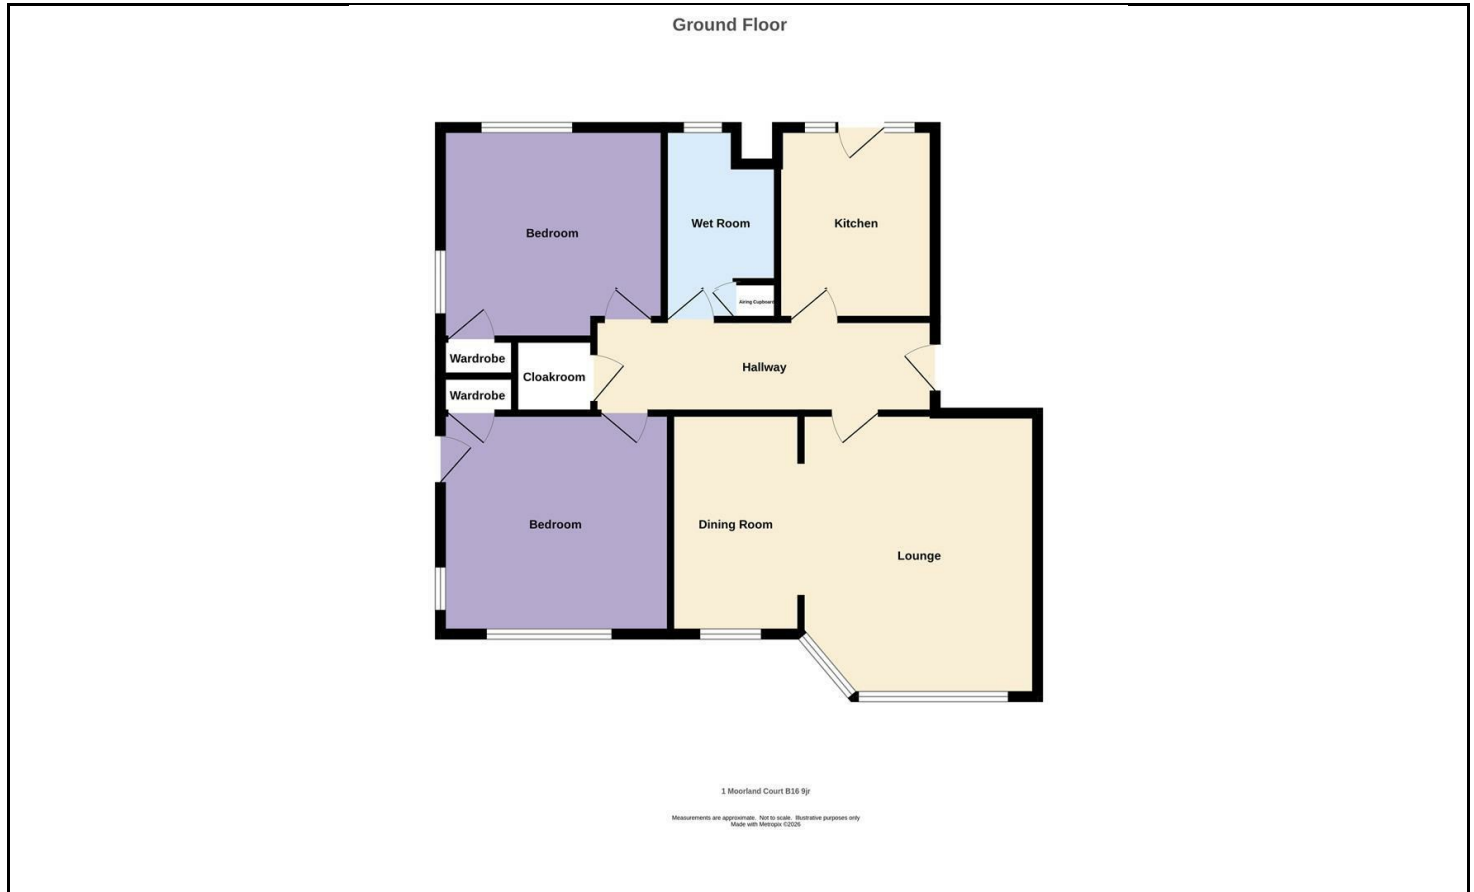 Ground Floor
Bedroom
Wet Room
Kitchen
Airing Cupboard
Wardrobe
Cloakroom
Hallway
Wardrobe
Bedroom
Dining Room
Lounge
1 Moorland Court B16 9jr
Measurements are approximate. Not to scale. Illustrative purposes only
Made with Metropix ©2026